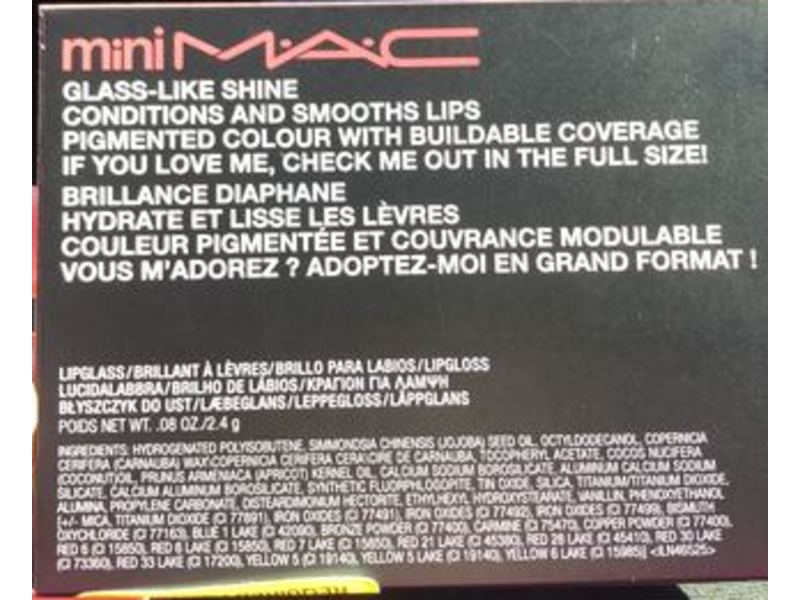 mini M·A·C
GLASS-LIKE SHINE
CONDITIONS AND SMOOTHS LIPS
PIGMENTED COLOUR WITH BUILDABLE COVERAGE
IF YOU LOVE ME, CHECK ME OUT IN THE FULL SIZE!
BRILLANCE DIAPHANE
HYDRATE ET LISSE LES LÈVRES
COULEUR PIGMENTÉE ET COUVRANCE MODULABLE
VOUS M'ADOREZ ? ADOPTEZ-MOI EN GRAND FORMAT !
LIPGLASS/BRILLANT À LÈVRES/BRILLO PARA LABIOS/LIPGLOSS
LUCIDALABBRA/BRILHO DE LÁBIOS/ΚΡΑΓΙΟΝ ΓΙΑ ΛΑΜΨΗ
BŁYSZCZYK DO UST/LÆBEGLANS/LEPPEGLOSS/LÄPPGLANS
POIDS NET WT. .08 OZ./2.4 g
INGREDIENTS: HYDROGENATED POLYISOBUTENE, SIMMONDSIA CHINENSIS (JOJOBA) SEED OIL, OCTYLDODECANOL, COPERNICIA
CERIFERA (CARNAUBA) WAX\COPERNICIA CERIFERA CERA\CIRE DE CARNAUBA, TOCOPHERYL ACETATE, COCOS NUCIFERA
(COCONUT) OIL, PRUNUS ARMENIACA (APRICOT) KERNEL OIL, CALCIUM SODIUM BOROSILICATE, ALUMINUM CALCIUM SODIUM
SILICATE, CALCIUM ALUMINUM BOROSILICATE, SYNTHETIC FLUORPHLOGOPITE, TIN OXIDE, SILICA, TITANIUM/TITANIUM DIOXIDE,
ALUMINA, PROPYLENE CARBONATE, DISTEARDIMONIUM HECTORITE, ETHYLHEXYL HYDROXYSTEARATE, VANILLIN, PHENOXYETHANOL
[+/- MICA, TITANIUM DIOXIDE (CI 77891), IRON OXIDES (CI 77491), IRON OXIDES (CI 77492), IRON OXIDES (CI 77499), BISMUTH
OXYCHLORIDE (CI 77163), BLUE 1 LAKE (CI 42090), BRONZE POWDER (CI 77400), CARMINE (CI 75470), COPPER POWDER (CI 77400),
RED 6 (CI 15850), RED 6 LAKE (CI 15850), RED 7 LAKE (CI 15850), RED 21 LAKE (CI 45380), RED 28 LAKE (CI 45410), RED 30 LAKE
(CI 73360), RED 33 LAKE (CI 17200), YELLOW 5 (CI 19140), YELLOW 5 LAKE (CI 19140), YELLOW 6 LAKE (CI 15985)] <ILN46525>